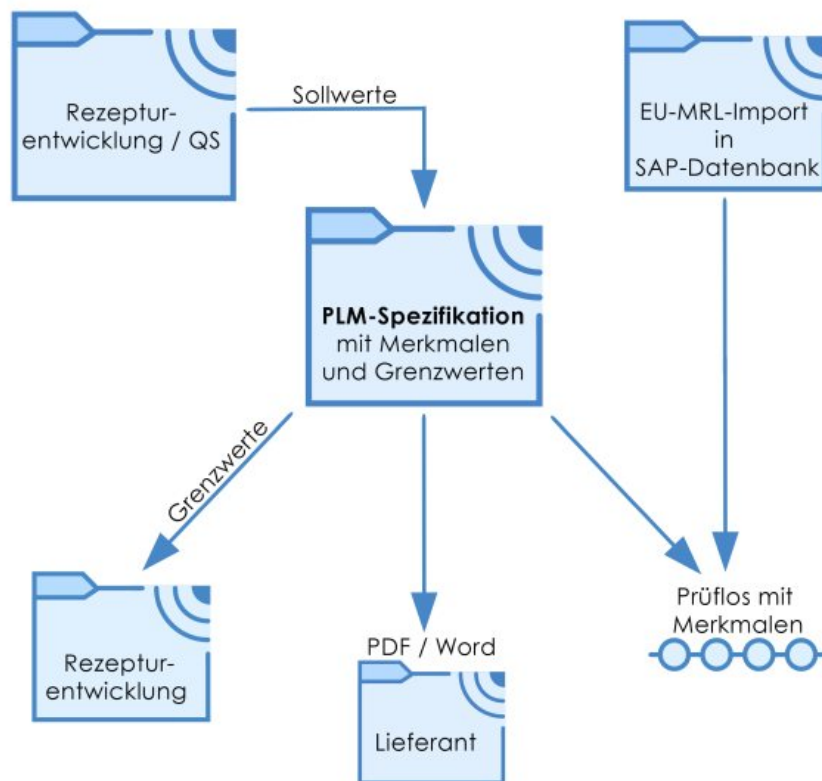 Rezeptur-
entwicklung / QS
Sollwerte
EU-MRL-Import
in
SAP-Datenbank
PLM-Spezifikation
mit Merkmalen
und Grenzwerten
Grenzwerte
Rezeptur-
entwicklung
PDF / Word
Lieferant
Prüflos mit
Merkmalen